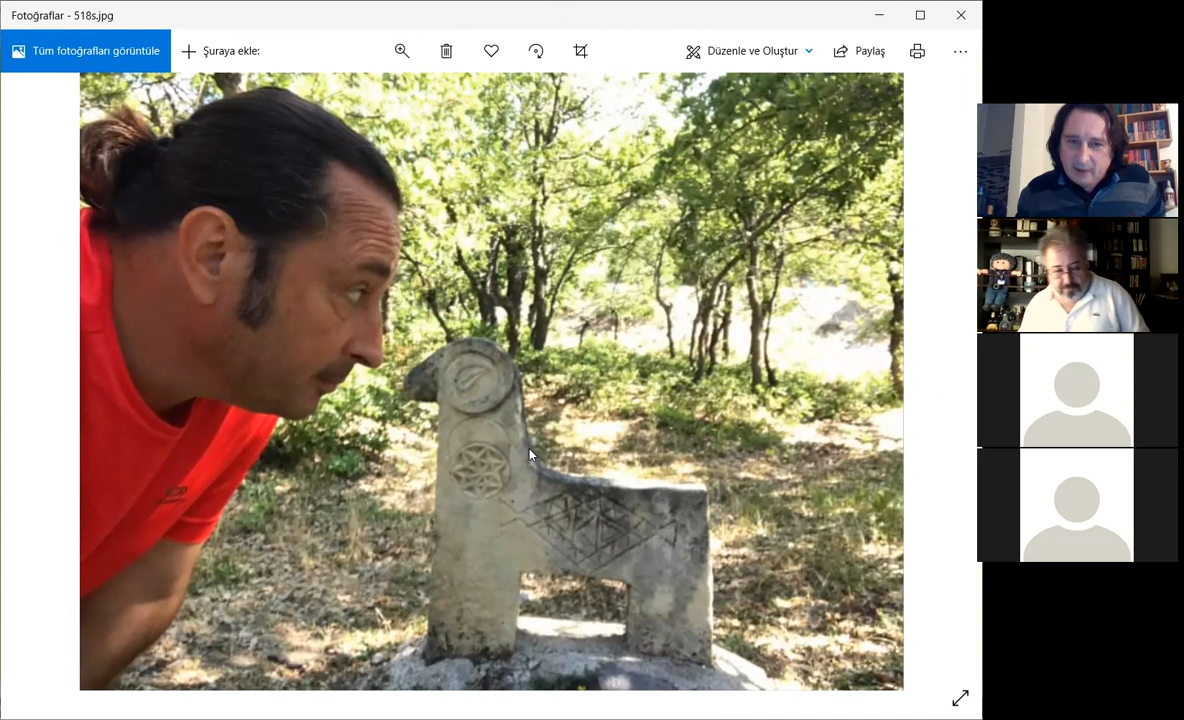 Fotoğraflar - 518s.jpg
Tüm fotoğrafları görüntüle
Şuraya ekle:
Düzenle ve Oluştur
Paylaş